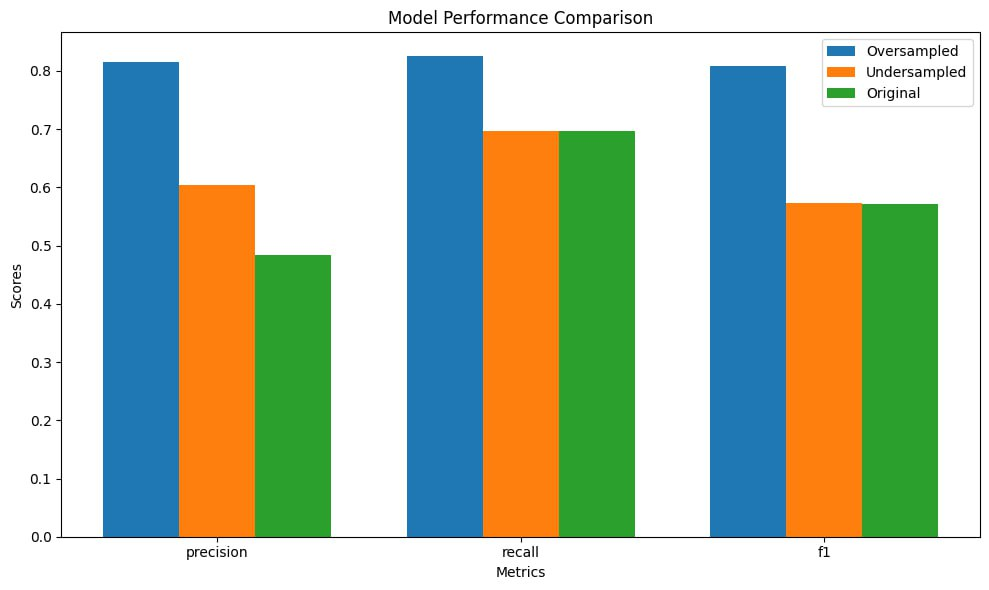 Model Performance Comparison
Oversampled
Undersampled
Original
Scores
0.8
0.7
0.6
0.5
0.4
0.3
0.2
0.1
0.0
precision recall f1
Metrics